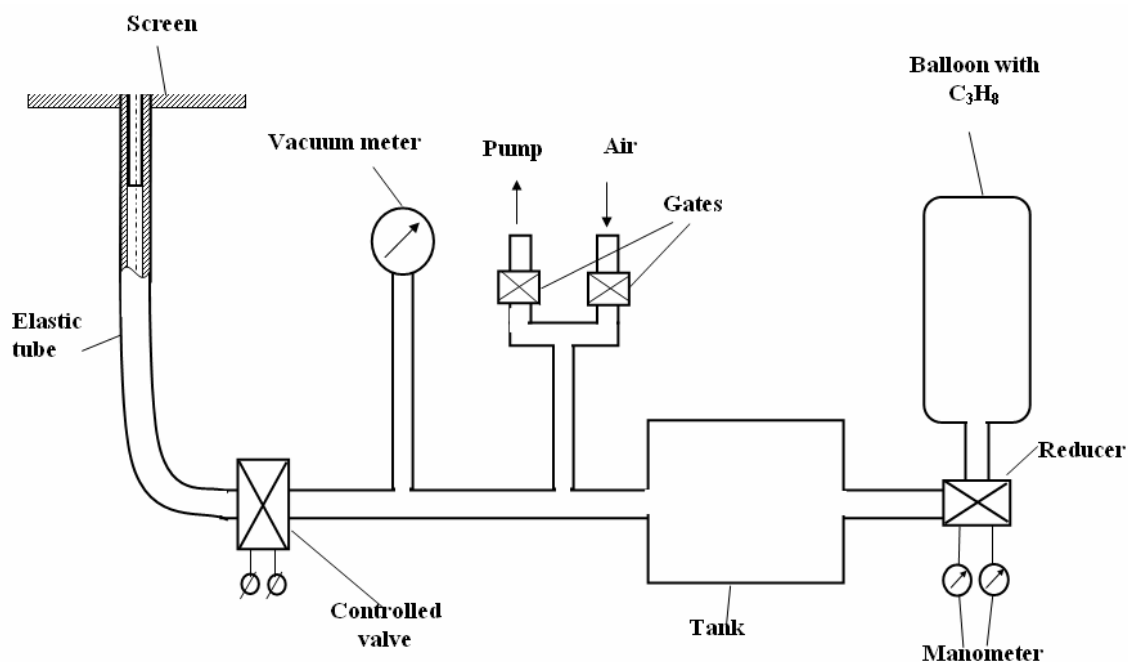 Screen
Balloon with
C₃H₈
Vacuum meter
Pump
Air
Gates
Elastic
tube
Reducer
Controlled
valve
Tank
Manometer